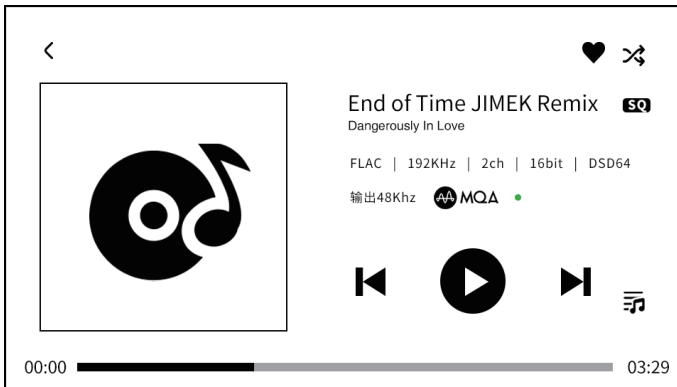 End of Time JIMEK Remix SQ
Dangerously In Love
FLAC | 192KHz | 2ch | 16bit | DSD64
输出48Khz MQA
00:00 03:29